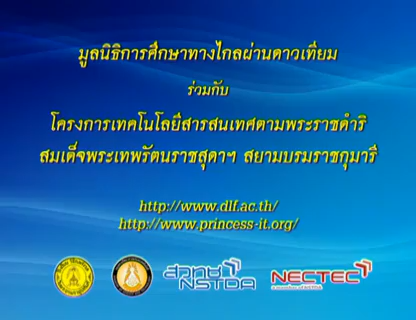 มูลนิธิการศึกษาทางไกลผ่านดาวเทียม
ร่วมกับ
โครงการเทคโนโลยีสารสนเทศตามพระราชดำริ
สมเด็จพระเทพรัตนราชสุดาฯ สยามบรมราชกุมารี
http://www.dlf.ac.th/
http://www.princess-it.org/
สวทช
NSTDA
NECTEC